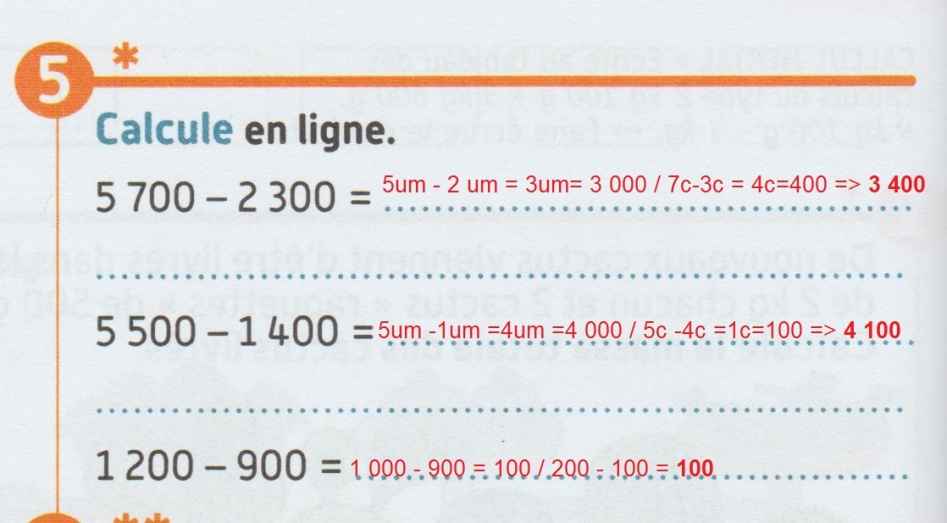 5 *
Calcule en ligne.
5 700 – 2 300 = 5um - 2 um = 3um= 3 000 / 7c-3c = 4c=400 => 3 400
5 500 – 1 400 = 5um -1um =4um =4 000 / 5c -4c =1c=100 => 4 100
1 200 – 900 = 1 000 - 900 = 100 / 200 - 100 = 100
**